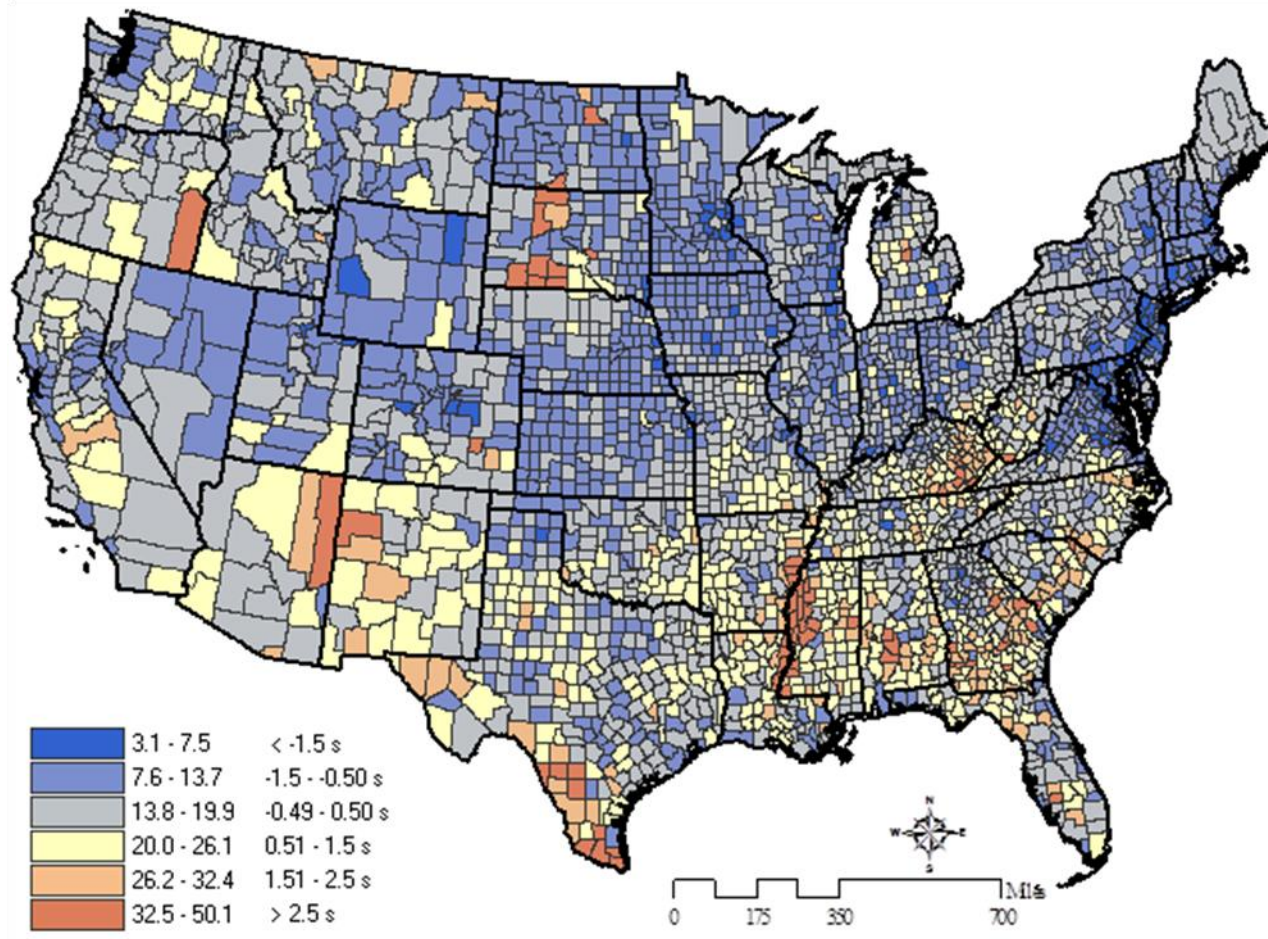 3.1 - 7.5 < -1.5 s
7.6 - 13.7 -1.5 - -0.50 s
13.8 - 19.9 -0.49 - 0.50 s
20.0 - 26.1 0.51 - 1.5 s
26.2 - 32.4 1.51 - 2.5 s
32.5 - 50.1 > 2.5 s
N
W E
S
Miles
0 175 350 700